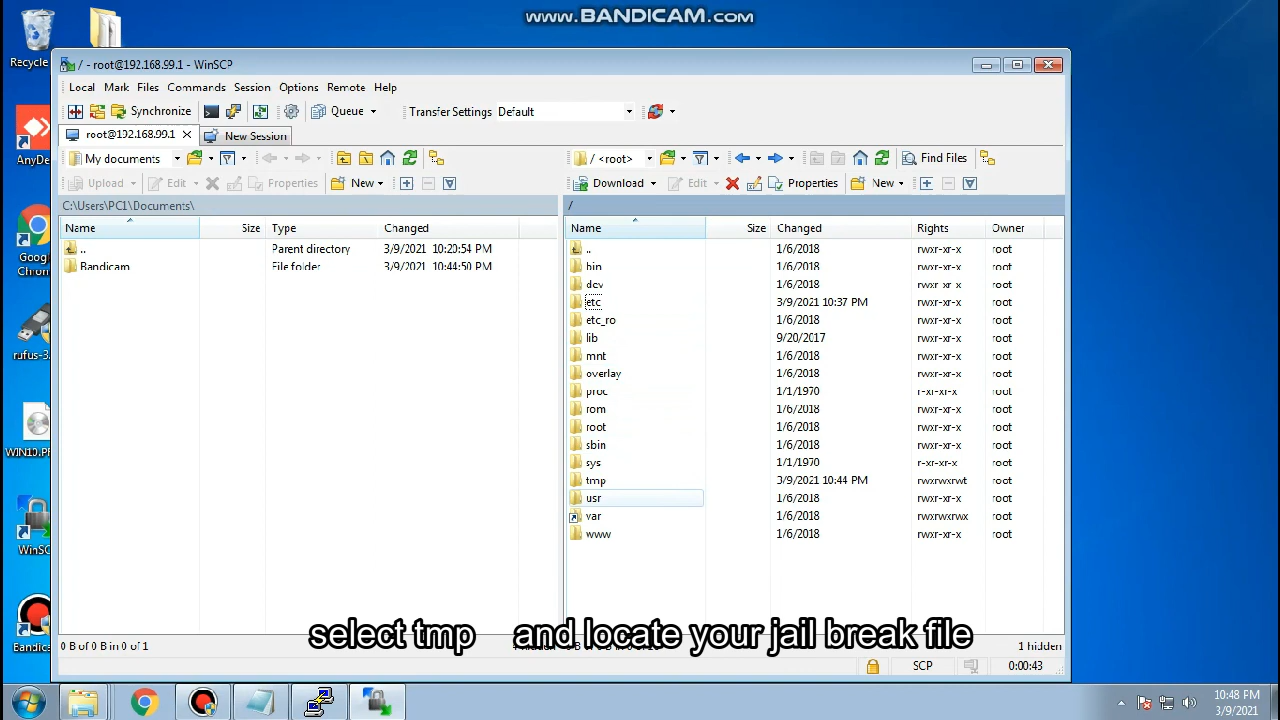 www.BANDICAM.com
Recycle
/ - root@192.168.99.1 - WinSCP
Local Mark Files Commands Session Options Remote Help
Synchronize Queue Transfer Settings Default
root@192.168.99.1 New Session
My documents / <root> Find Files
Upload Edit Properties New Download Edit Properties New
C:\Users\PC1\Documents\ /
Name Size Type Changed Name Size Changed Rights Owner
.. Parent directory 3/9/2021 10:20:54 PM .. 1/6/2018 rwxr-xr-x root
Bandicam File folder 3/9/2021 10:44:50 PM bin 1/6/2018 rwxr-xr-x root
dev 1/6/2018 rwxr-xr-x root
etc 3/9/2021 10:37 PM rwxr-xr-x root
etc_ro 1/6/2018 rwxr-xr-x root
lib 9/20/2017 rwxr-xr-x root
mnt 1/6/2018 rwxr-xr-x root
overlay 1/6/2018 rwxr-xr-x root
proc 1/1/1970 r-xr-xr-x root
rom 1/6/2018 rwxr-xr-x root
root 1/6/2018 rwxr-xr-x root
sbin 1/6/2018 rwxr-xr-x root
sys 1/1/1970 r-xr-xr-x root
tmp 3/9/2021 10:44 PM rwxrwxrwt root
usr 1/6/2018 rwxr-xr-x root
var 1/6/2018 rwxrwxrwx root
www 1/6/2018 rwxr-xr-x root
AnyDe
Goog
Chron
rufus-3.
WIN10.PR
WinSC
Bandic
select tmp and locate your jail break file
0 B of 0 B in 0 of 1 1 hidden
SCP 0:00:43
10:48 PM
3/9/2021